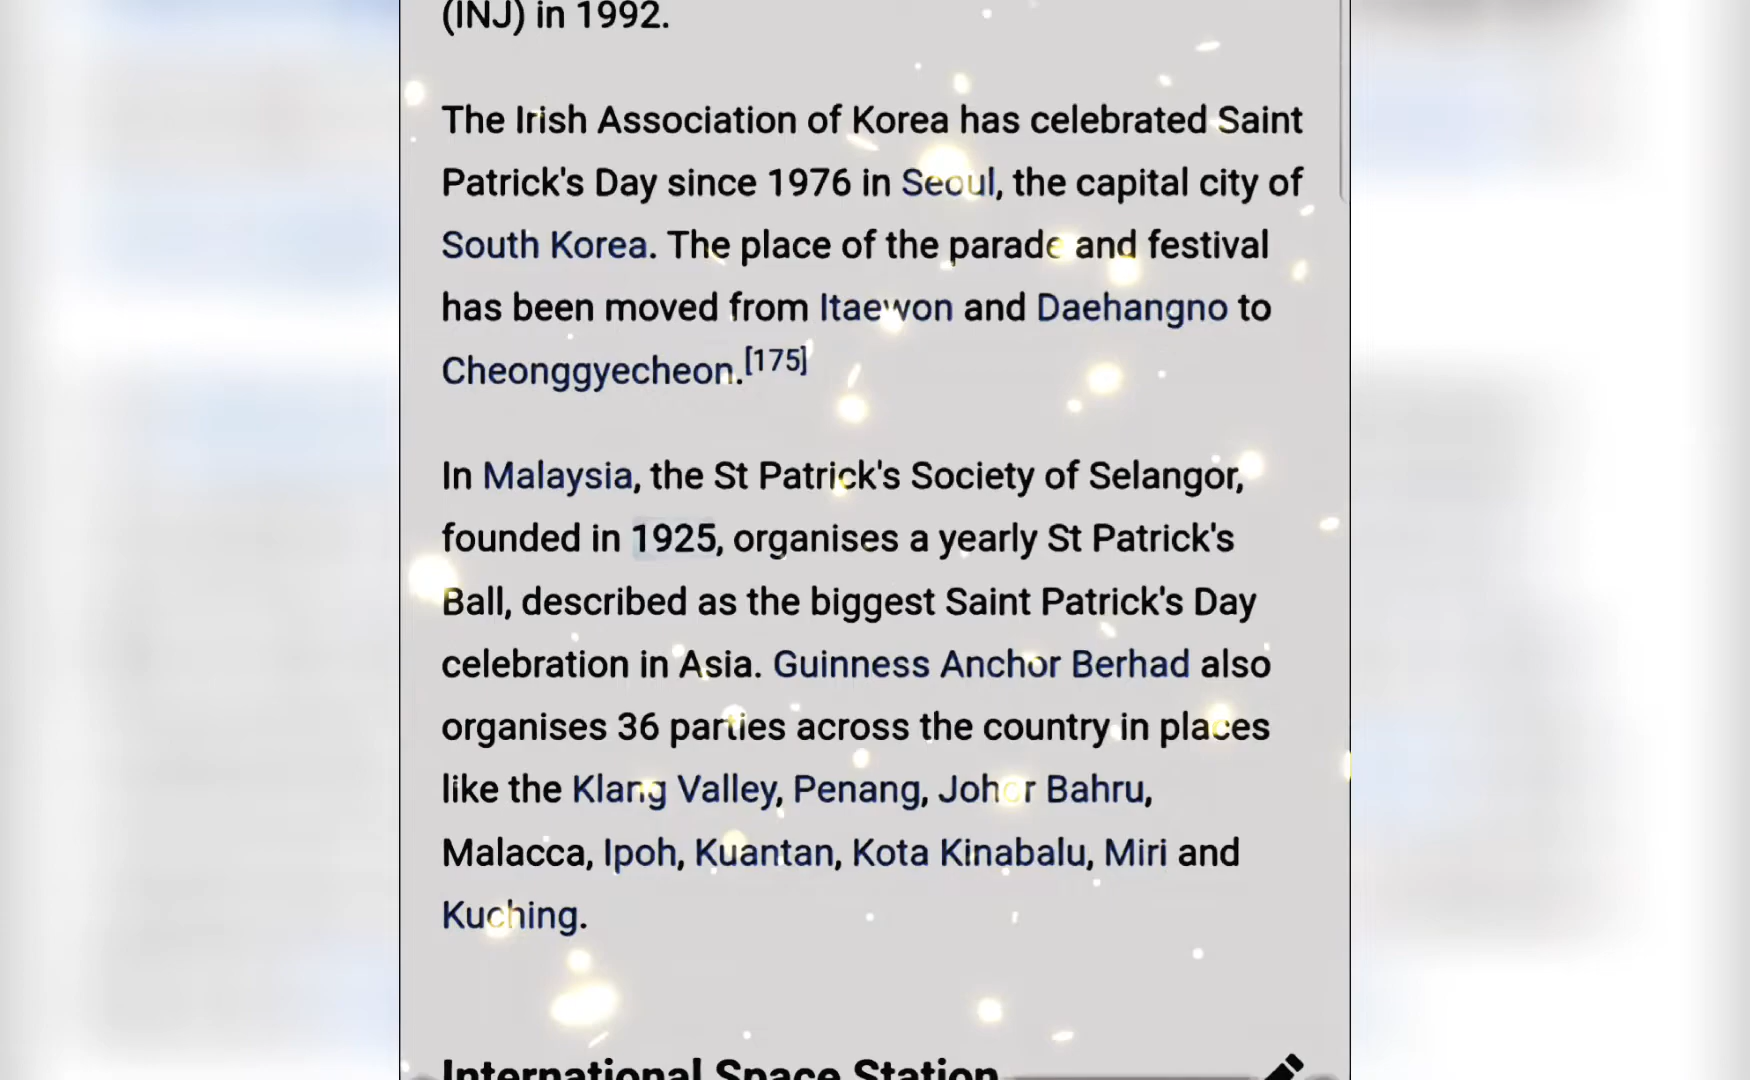 (INJ) in 1992.
The Irish Association of Korea has celebrated Saint
Patrick's Day since 1976 in Seoul, the capital city of
South Korea. The place of the parade and festival
has been moved from Itaewon and Daehangno to
Cheonggyecheon.[175]
In Malaysia, the St Patrick's Society of Selangor,
founded in 1925, organises a yearly St Patrick's
Ball, described as the biggest Saint Patrick's Day
celebration in Asia. Guinness Anchor Berhad also
organises 36 parties across the country in places
like the Klang Valley, Penang, Johor Bahru,
Malacca, Ipoh, Kuantan, Kota Kinabalu, Miri and
Kuching.
International Space Station